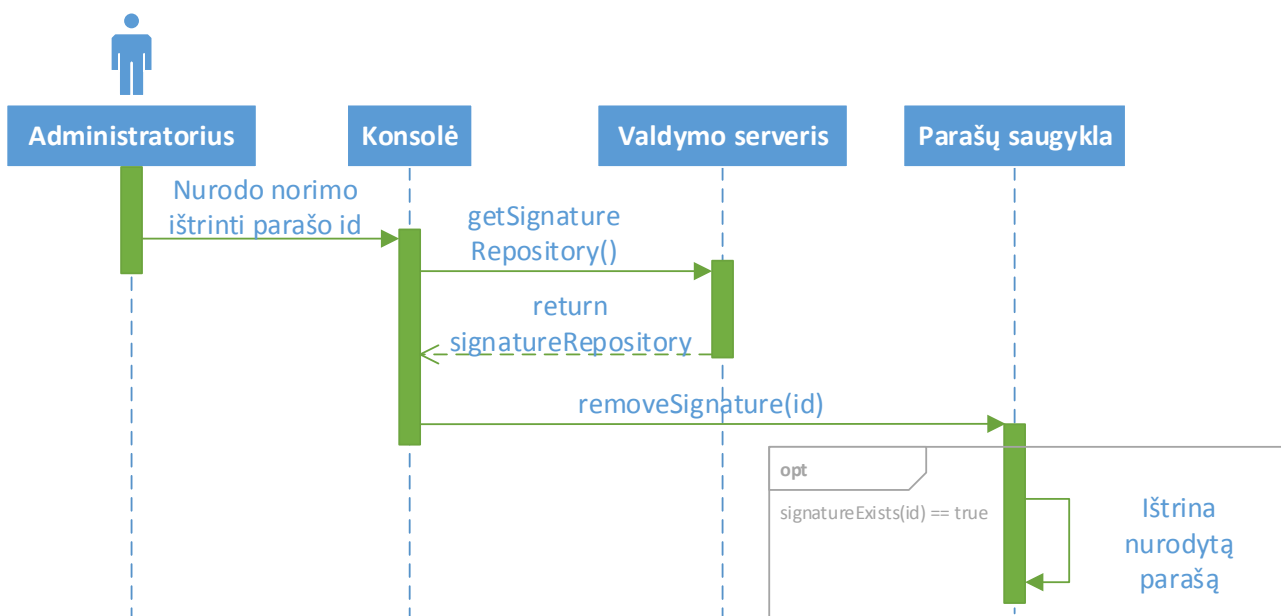 Administratorius
Konsolė
Valdymo serveris
Parašų saugykla
Nurodo norimo
ištrinti parašo id
getSignature
Repository()
return
signatureRepository
removeSignature(id)
opt
signatureExists(id) == true
Ištrina
nurodytą
parašą